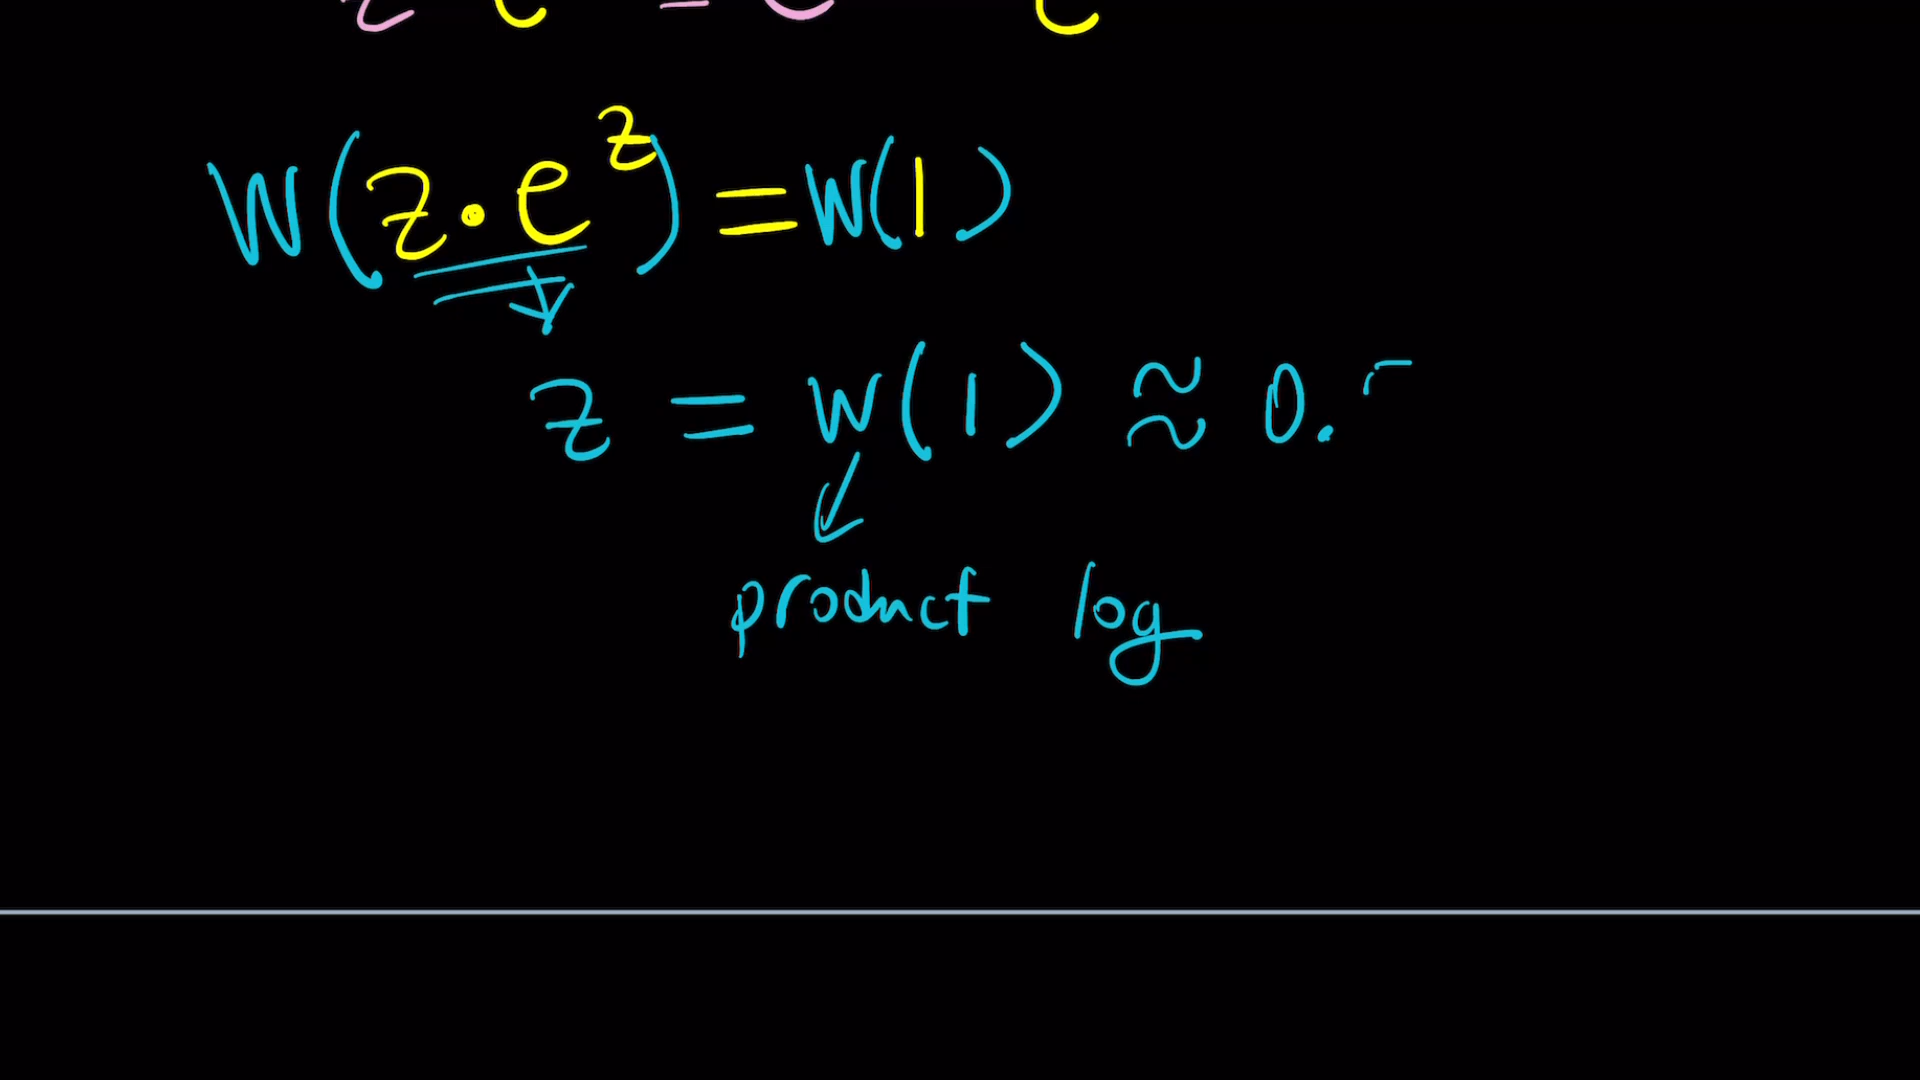 W(z · e^z) = W(1)
z = W(1) ≈ 0.
product log